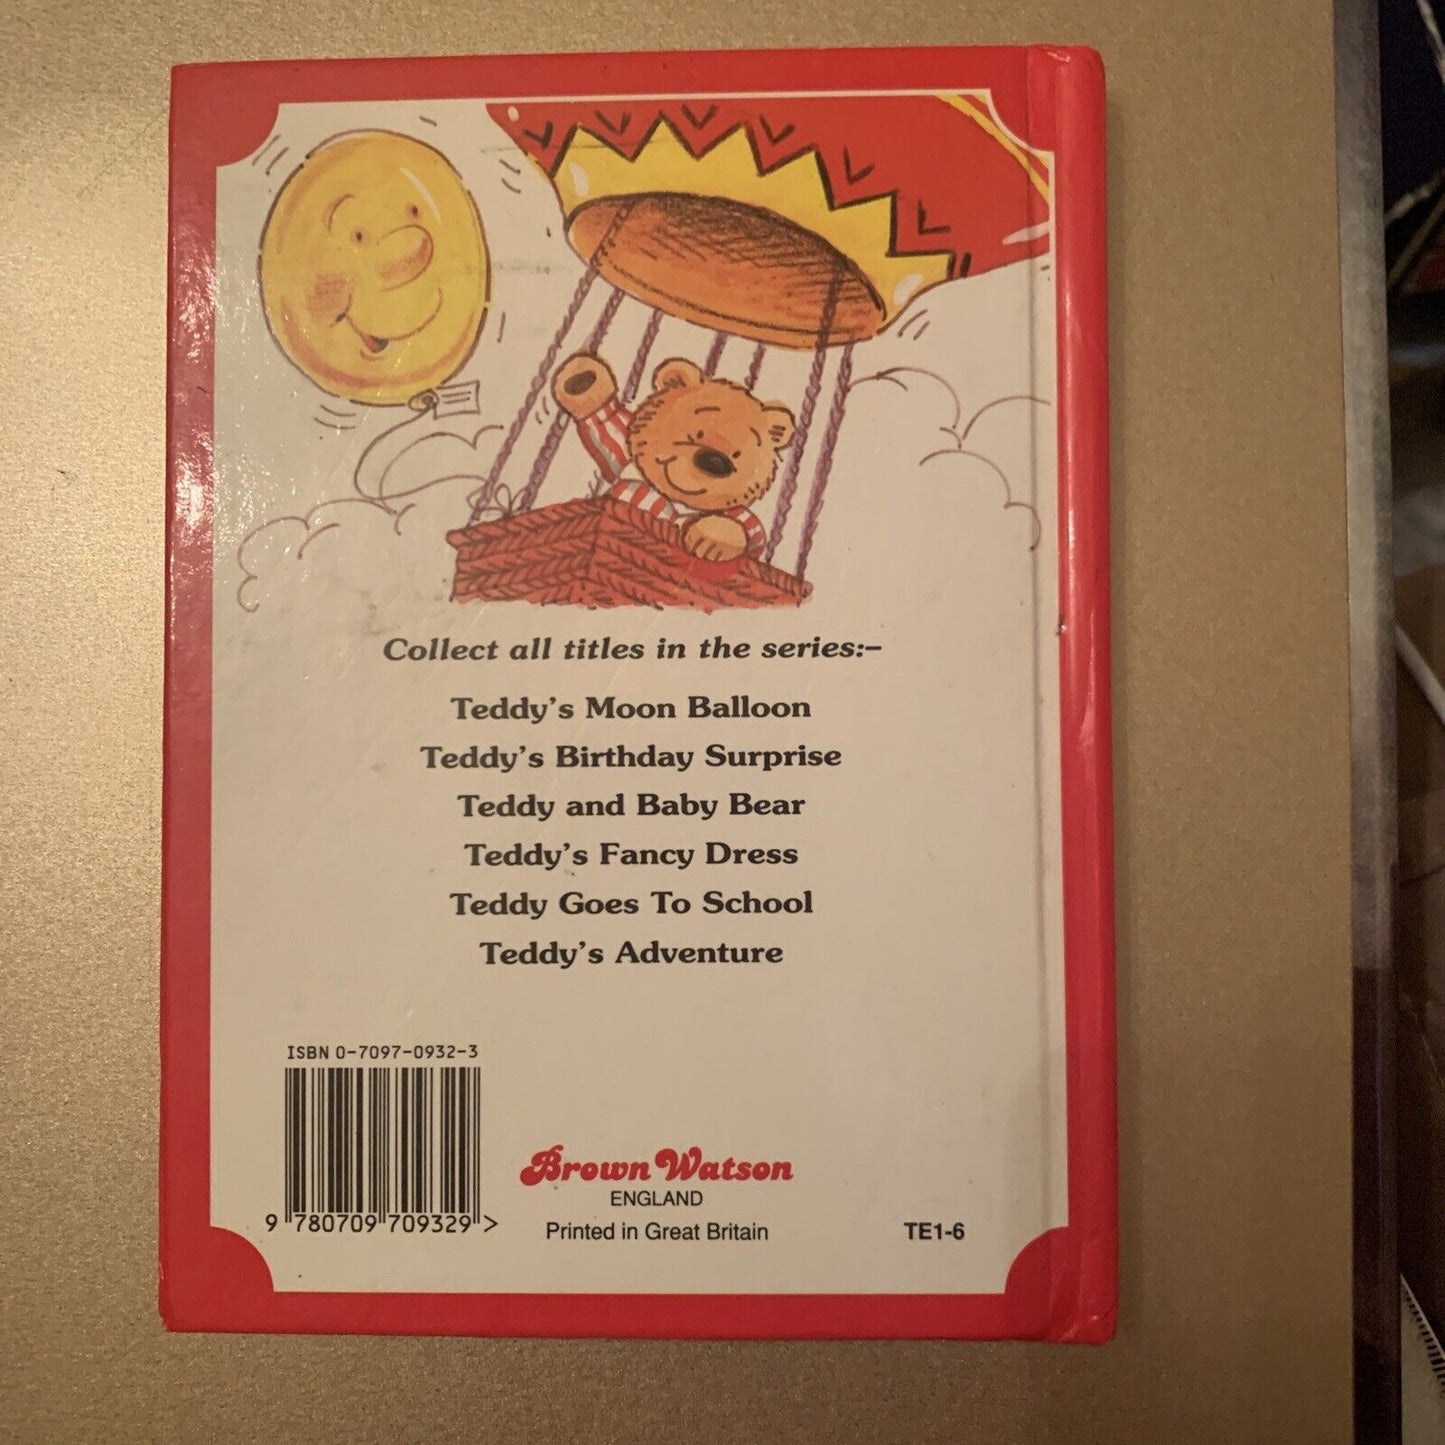 Collect all titles in the series:–
Teddy's Moon Balloon
Teddy's Birthday Surprise
Teddy and Baby Bear
Teddy's Fancy Dress
Teddy Goes To School
Teddy's Adventure
ISBN 0-7097-0932-3
9 780709 709329 >
Brown Watson
ENGLAND
Printed in Great Britain
TE1-6